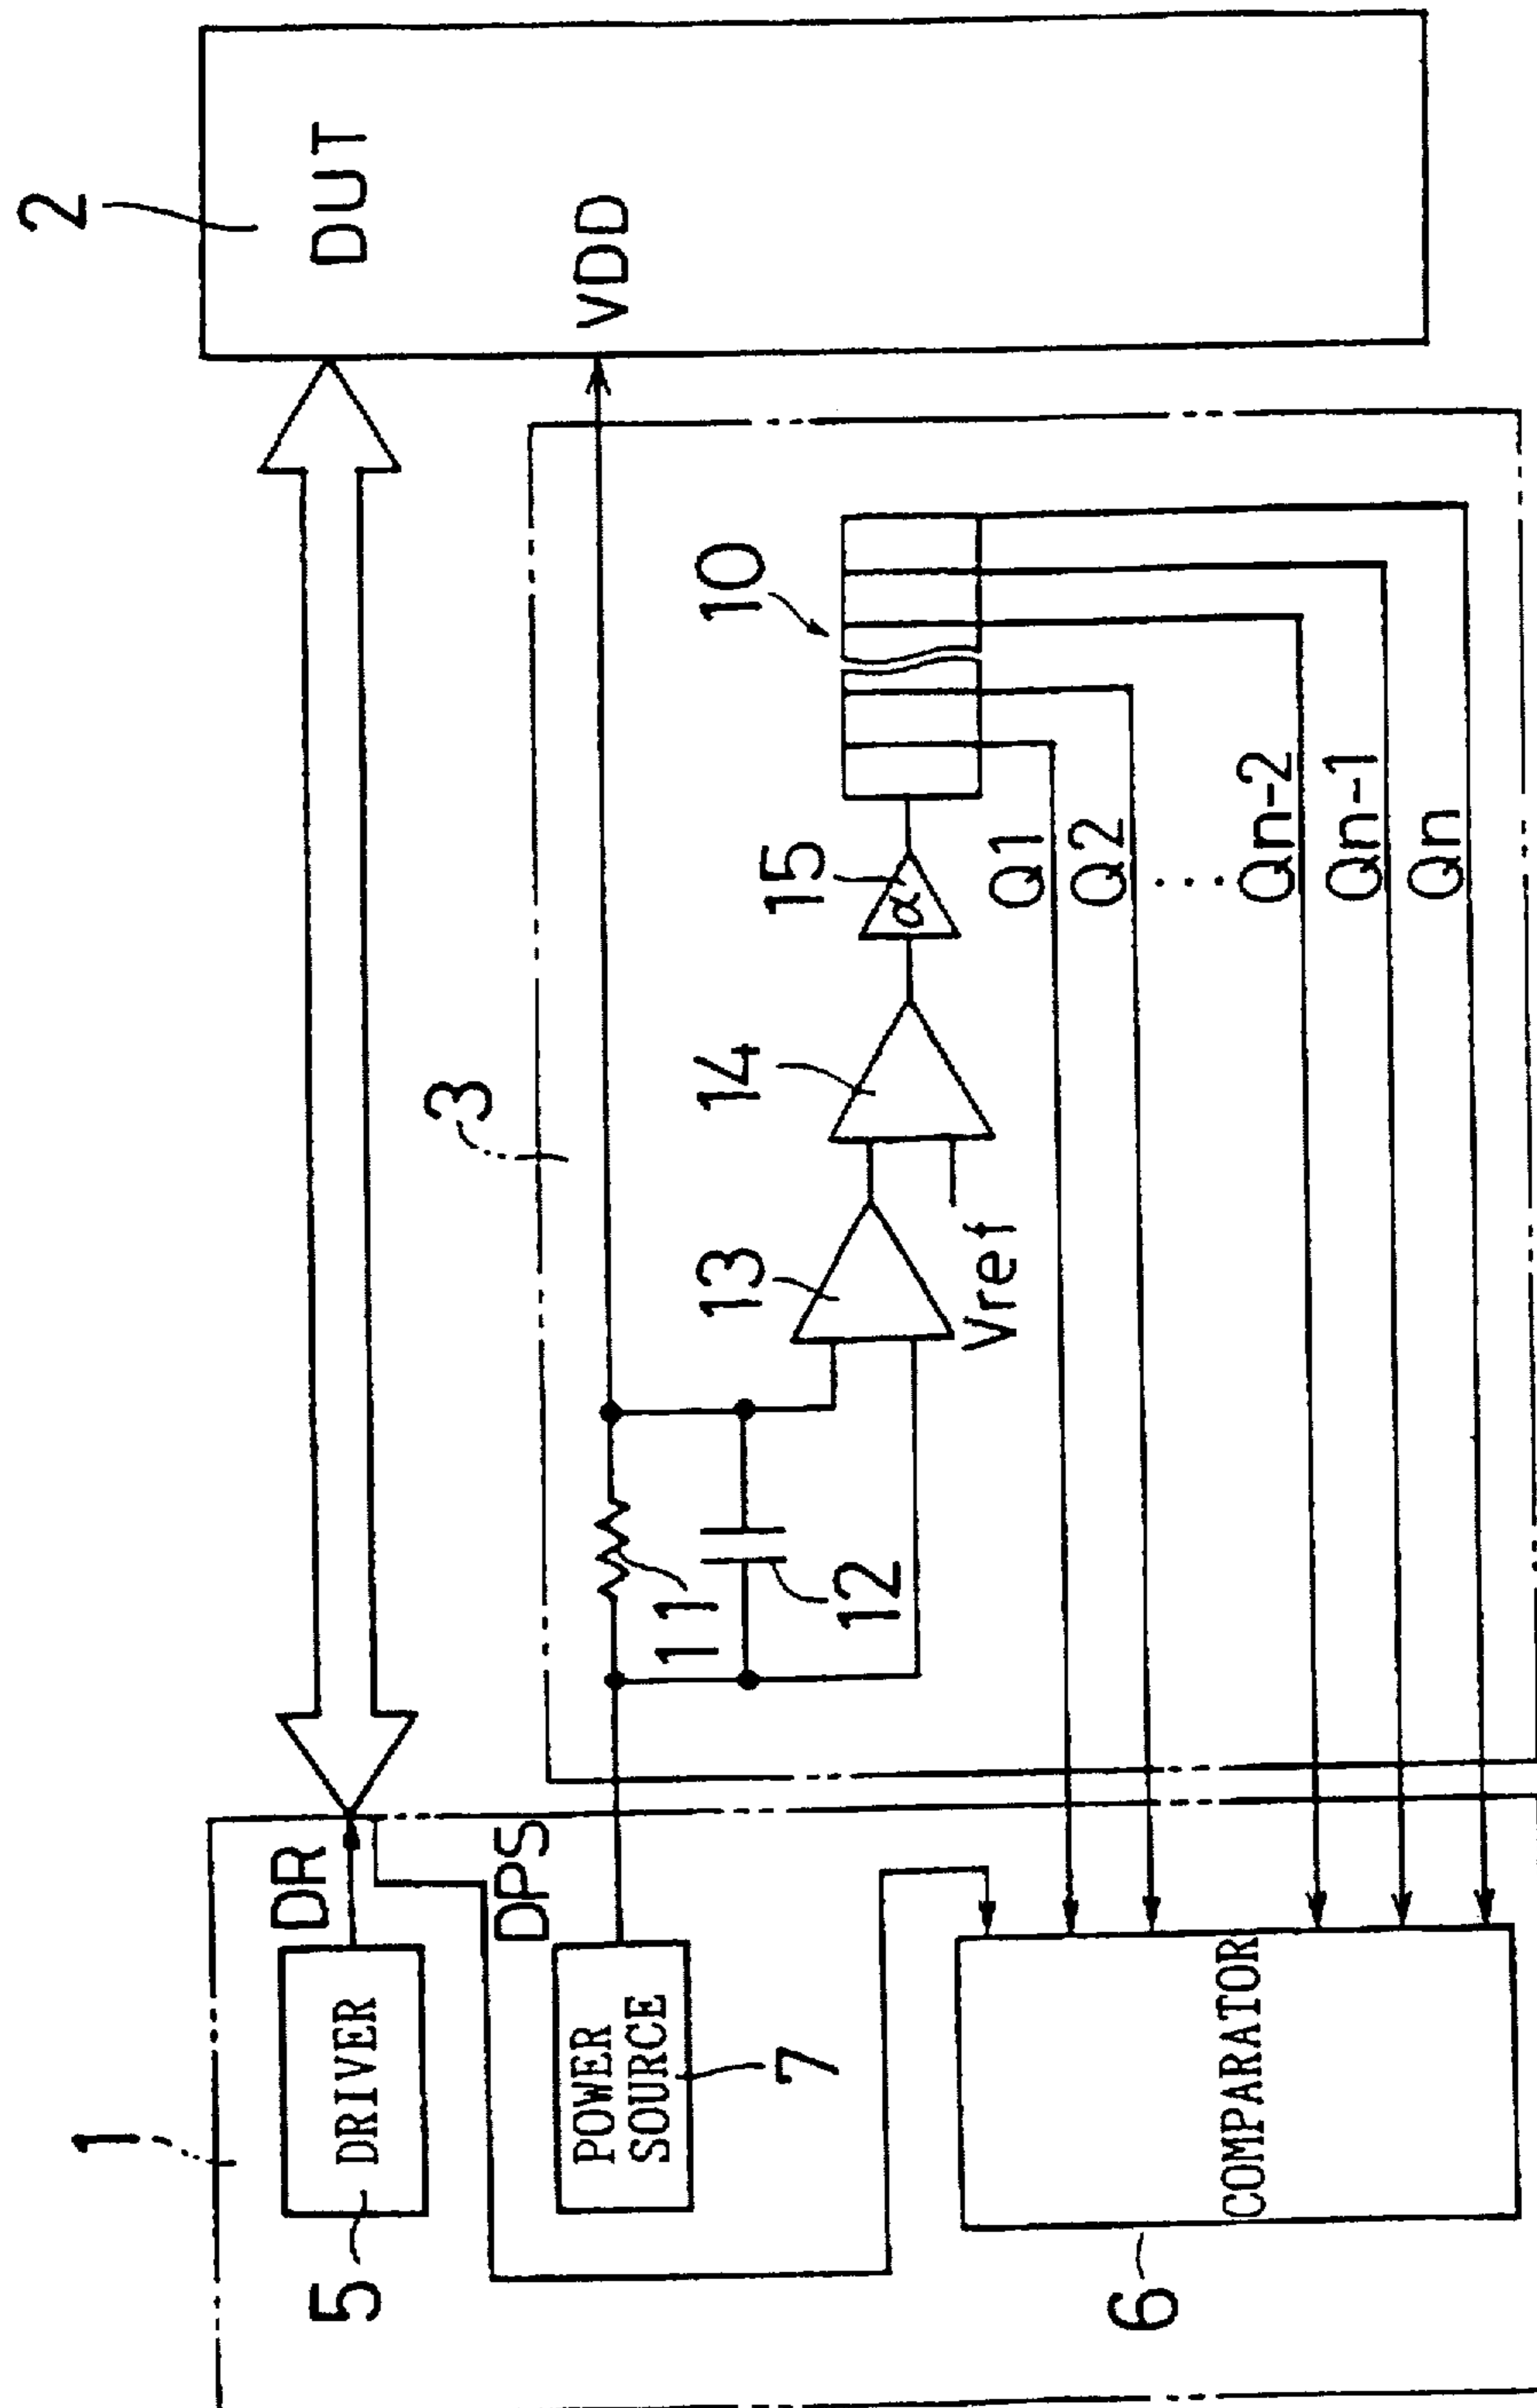 2
DUT
VDD
3
10
15
α
14
13
Vref
11
12
Q1
Q2
...
Qn-2
Qn-1
Qn
1
DR
DRIVER
5
DPS
POWER
SOURCE
7
COMPARATOR
6